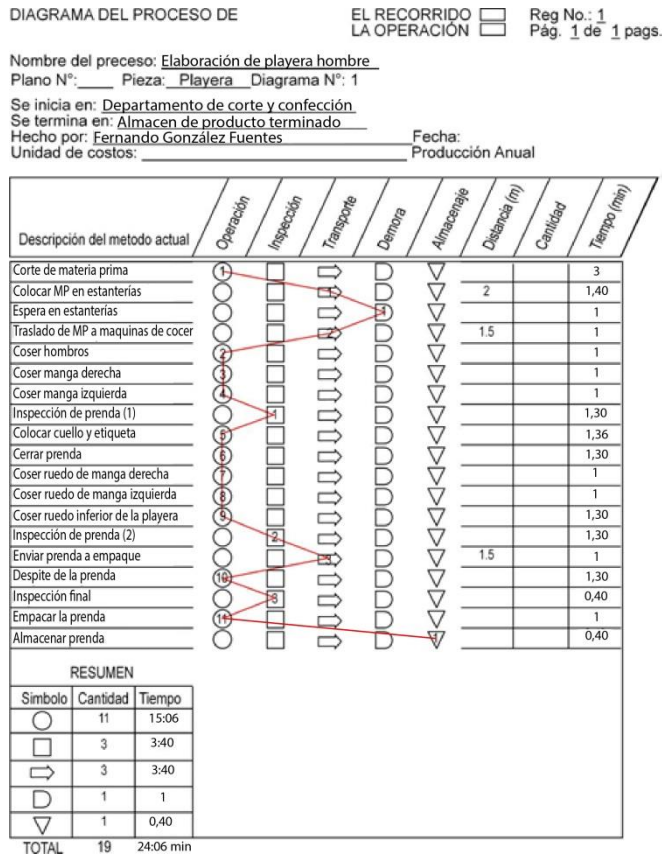 DIAGRAMA DEL PROCESO DE
EL RECORRIDO
LA OPERACIÓN
Reg No.: 1
Pág. 1 de 1 pags.
Nombre del preceso: Elaboración de playera hombre
Plano N°:____ Pieza: Playera Diagrama N°: 1
Se inicia en: Departamento de corte y confección
Se termina en: Almacen de producto terminado
Hecho por: Fernando González Fuentes Fecha:
Unidad de costos: ____ Producción Anual
Descripción del metodo actual Operación Inspección Transporte Demora Almacenaje Distancia (m) Cantidad Tiempo (min)
Corte de materia prima 1 3
Colocar MP en estanterías 1 2 1,40
Espera en estanterías 1 1
Traslado de MP a maquinas de cocer 2 1.5 1
Coser hombros 2 1
Coser manga derecha 3 1
Coser manga izquierda 4 1
Inspección de prenda (1) 1 1,30
Colocar cuello y etiqueta 5 1,36
Cerrar prenda 6 1,30
Coser ruedo de manga derecha 7 1
Coser ruedo de manga izquierda 8 1
Coser ruedo inferior de la playera 9 1,30
Inspección de prenda (2) 2 1,30
Enviar prenda a empaque 3 1.5 1
Despite de la prenda 10 1,30
Inspección final 3 0,40
Empacar la prenda 11 1
Almacenar prenda 1 0,40
RESUMEN
Simbolo Cantidad Tiempo
11 15:06
3 3:40
3 3:40
1 1
1 0,40
TOTAL 19 24:06 min